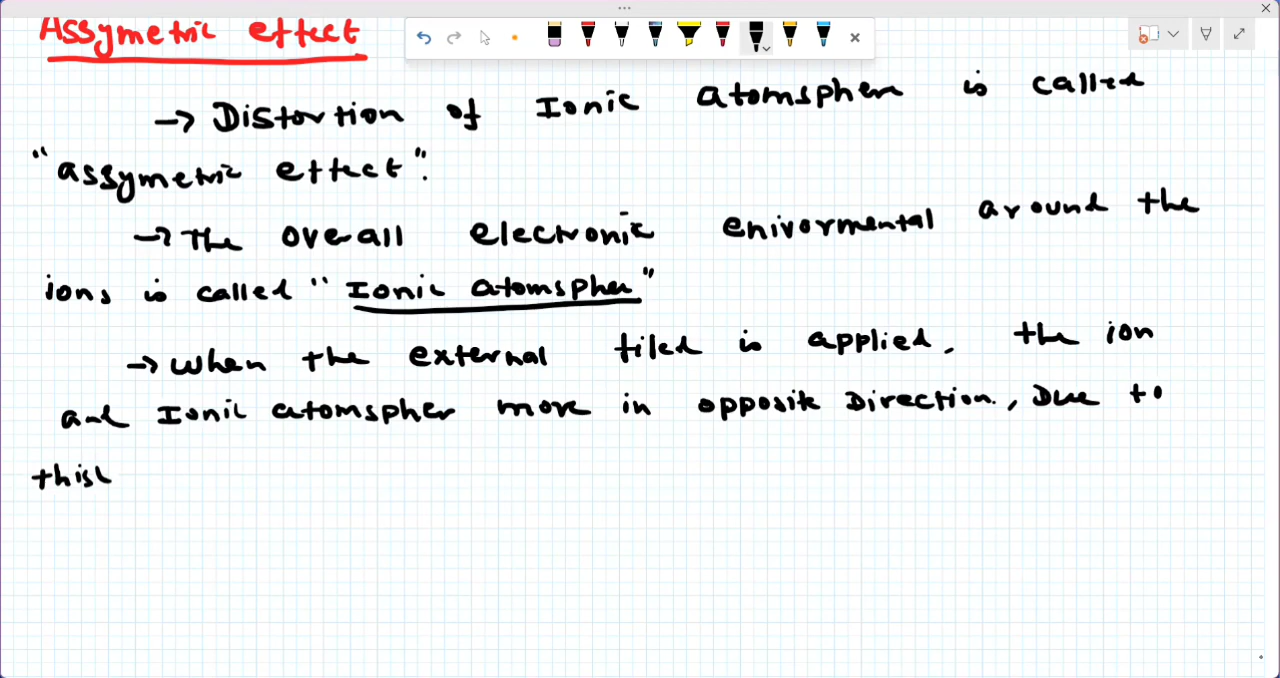 Assymetric effect
→ Distortion of Ionic atomspher is called
"assymetric effect".
→ The overall electronic enivormental around the
ions is called "Ionic atomspher"
→ when the external filed is applied. the ion
and Ionic atomspher move in opposite Direction, Due to
this